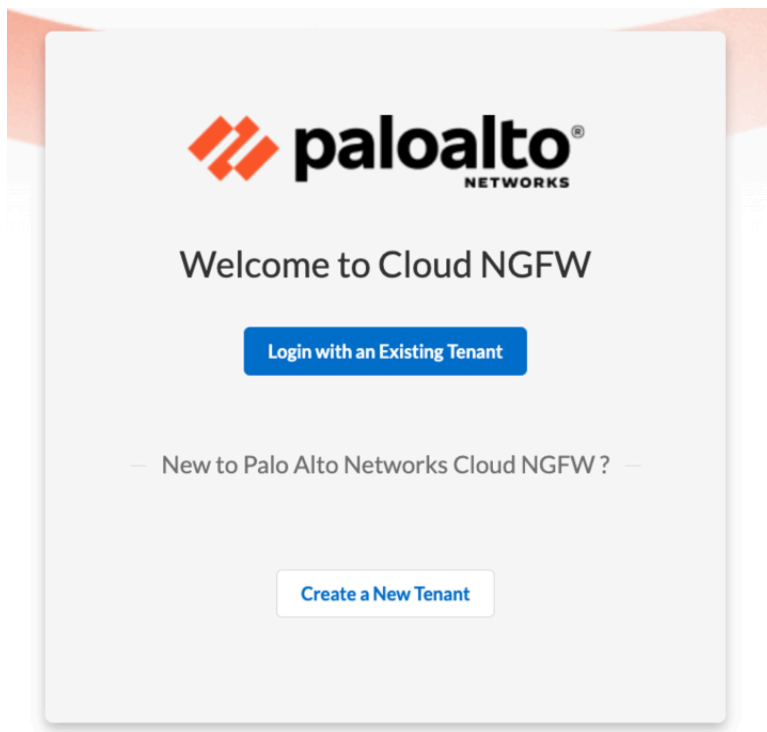 paloalto®
NETWORKS
Welcome to Cloud NGFW
Login with an Existing Tenant
New to Palo Alto Networks Cloud NGFW ?
Create a New Tenant